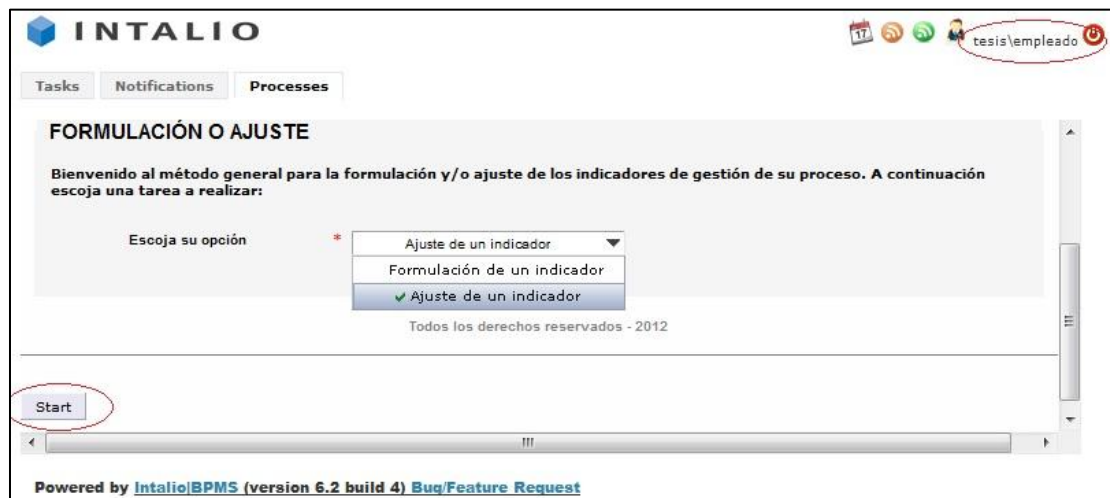 INTALIO
17
tesis\empleado
Tasks Notifications Processes
FORMULACIÓN O AJUSTE
Bienvenido al método general para la formulación y/o ajuste de los indicadores de gestión de su proceso. A continuación
escoja una tarea a realizar:
Escoja su opción * Ajuste de un indicador
Formulación de un indicador
Ajuste de un indicador
Todos los derechos reservados - 2012
Start
Powered by Intalio|BPMS (version 6.2 build 4) Bug/Feature Request